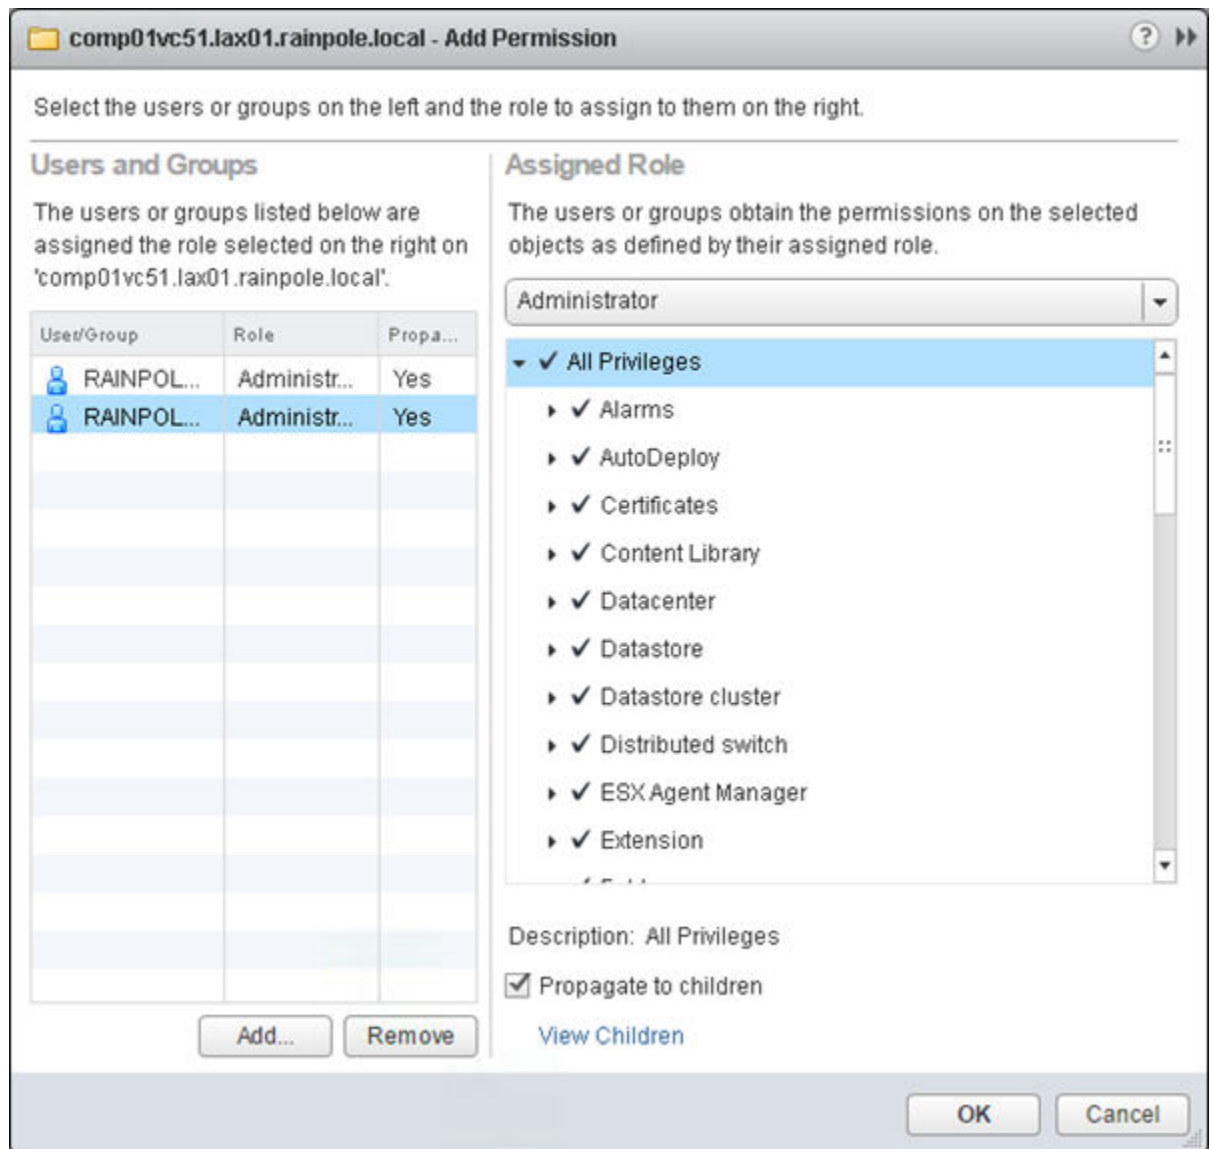 comp01vc51.lax01.rainpole.local - Add Permission
?
Select the users or groups on the left and the role to assign to them on the right.
Users and Groups
The users or groups listed below are
assigned the role selected on the right on
'comp01vc51.lax01.rainpole.local'.
User/Group Role Propa...
RAINPOL... Administr... Yes
RAINPOL... Administr... Yes
Add... Remove
Assigned Role
The users or groups obtain the permissions on the selected
objects as defined by their assigned role.
Administrator
All Privileges
Alarms
AutoDeploy
Certificates
Content Library
Datacenter
Datastore
Datastore cluster
Distributed switch
ESX Agent Manager
Extension
Description: All Privileges
Propagate to children
View Children
OK Cancel